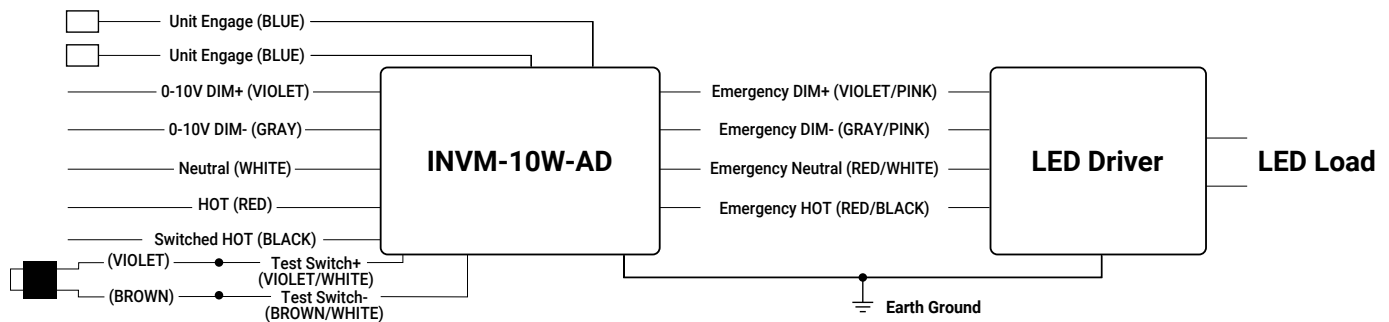 Unit Engage (BLUE)
Unit Engage (BLUE)
0-10V DIM+ (VIOLET)
0-10V DIM- (GRAY)
Neutral (WHITE)
HOT (RED)
Switched HOT (BLACK)
(VIOLET)
Test Switch+
(VIOLET/WHITE)
(BROWN)
Test Switch-
(BROWN/WHITE)
INVM-10W-AD
Emergency DIM+ (VIOLET/PINK)
Emergency DIM- (GRAY/PINK)
Emergency Neutral (RED/WHITE)
Emergency HOT (RED/BLACK)
LED Driver
LED Load
Earth Ground